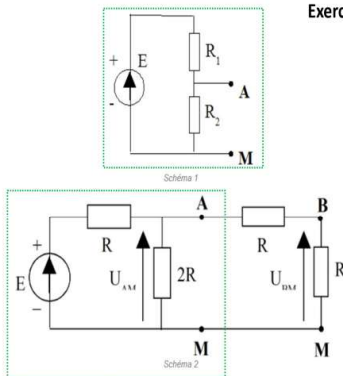 Exerc
+ E
-
R₁
A
R₂
M
Schéma 1
A
B
+
R
R
E
U_AM
2R
U_BM
R
–
M
M
Schéma 2